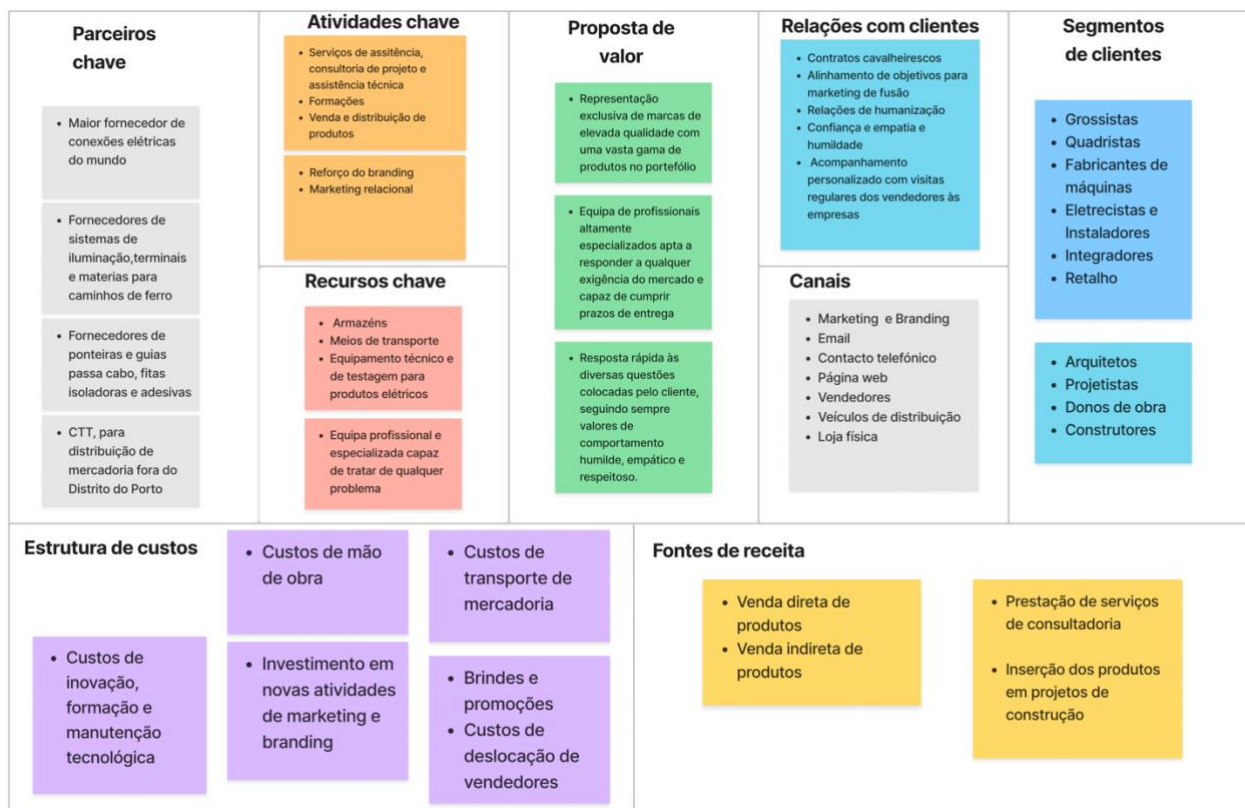 Parceiros
chave
• Maior fornecedor de
conexões elétricas
do mundo
• Fornecedores de
sistemas de
iluminação,terminais
e materias para
caminhos de ferro
• Fornecedores de
ponteiras e guias
passa cabo, fitas
isoladoras e adesivas
• CTT, para
distribuição de
mercadoria fora do
Distrito do Porto
Atividades chave
• Serviços de assitência,
consultoria de projeto e
assistência técnica
• Formações
• Venda e distribuição de
produtos
• Reforço do branding
• Marketing relacional
Recursos chave
• Armazéns
• Meios de transporte
• Equipamento técnico e
de testagem para
produtos elétricos
• Equipa profissional e
especializada capaz
de tratar de qualquer
problema
Proposta de
valor
• Representação
exclusiva de marcas de
elevada qualidade com
uma vasta gama de
produtos no portefólio
• Equipa de profissionais
altamente
especializados apta a
responder a qualquer
exigência do mercado e
capaz de cumprir
prazos de entrega
• Resposta rápida às
diversas questões
colocadas pelo cliente,
seguindo sempre
valores de
comportamento
humilde, empático e
respeitoso.
Relações com clientes
• Contratos cavalheirescos
• Alinhamento de objetivos para
marketing de fusão
• Relações de humanização
• Confiança e empatia e
humildade
• Acompanhamento
personalizado com visitas
regulares dos vendedores às
empresas
Canais
• Marketing e Branding
• Email
• Contacto telefónico
• Página web
• Vendedores
• Veículos de distribuição
• Loja física
Segmentos
de clientes
• Grossistas
• Quadristas
• Fabricantes de
máquinas
• Eletrecistas e
Instaladores
• Integradores
• Retalho
• Arquitetos
• Projetistas
• Donos de obra
• Construtores
Estrutura de custos
• Custos de
inovação,
formação e
manutenção
tecnológica
• Custos de mão
de obra
• Investimento em
novas atividades
de marketing e
branding
• Custos de
transporte de
mercadoria
• Brindes e
promoções
• Custos de
deslocação de
vendedores
Fontes de receita
• Venda direta de
produtos
• Venda indireta de
produtos
• Prestação de serviços
de consultadoria
• Inserção dos produtos
em projetos de
construção